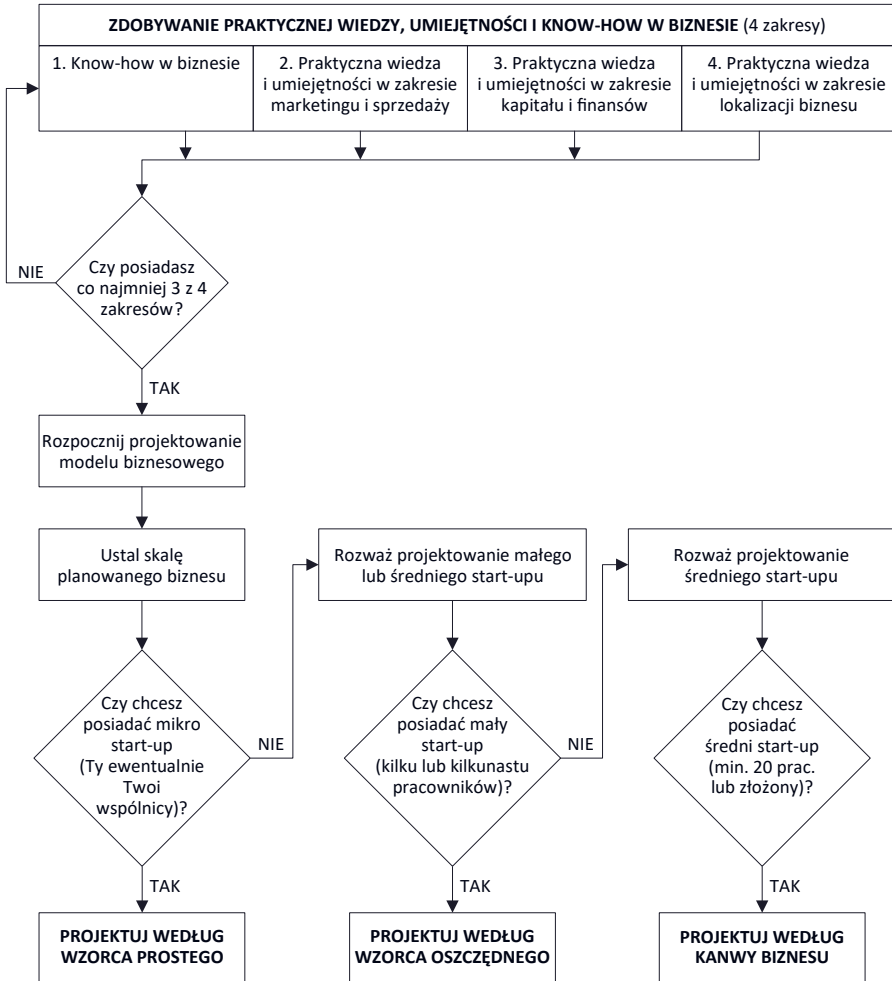 ZDOBYWANIE PRAKTYCZNEJ WIEDZY, UMIEJĘTNOŚCI I KNOW-HOW W BIZNESIE (4 zakresy)
1. Know-how w biznesie
2. Praktyczna wiedza
i umiejętności w zakresie
marketingu i sprzedaży
3. Praktyczna wiedza
i umiejętności w zakresie
kapitału i finansów
4. Praktyczna wiedza
i umiejętności w zakresie
lokalizacji biznesu
NIE
Czy posiadasz
co najmniej 3 z 4
zakresów?
TAK
Rozpocznij projektowanie
modelu biznesowego
Ustal skalę
planowanego biznesu
Rozważ projektowanie małego
lub średniego start-upu
Rozważ projektowanie
średniego start-upu
Czy chcesz
posiadać mikro
start-up
(Ty ewentualnie
Twoi
wspólnicy)?
NIE
Czy chcesz
posiadać mały
start-up
(kilku lub kilkunastu
pracowników)?
NIE
Czy chcesz
posiadać
średni start-up
(min. 20 prac.
lub złożony)?
TAK
TAK
TAK
PROJEKTUJ WEDŁUG
WZORCA PROSTEGO
PROJEKTUJ WEDŁUG
WZORCA OSZCZĘDNEGO
PROJEKTUJ WEDŁUG
KANWY BIZNESU